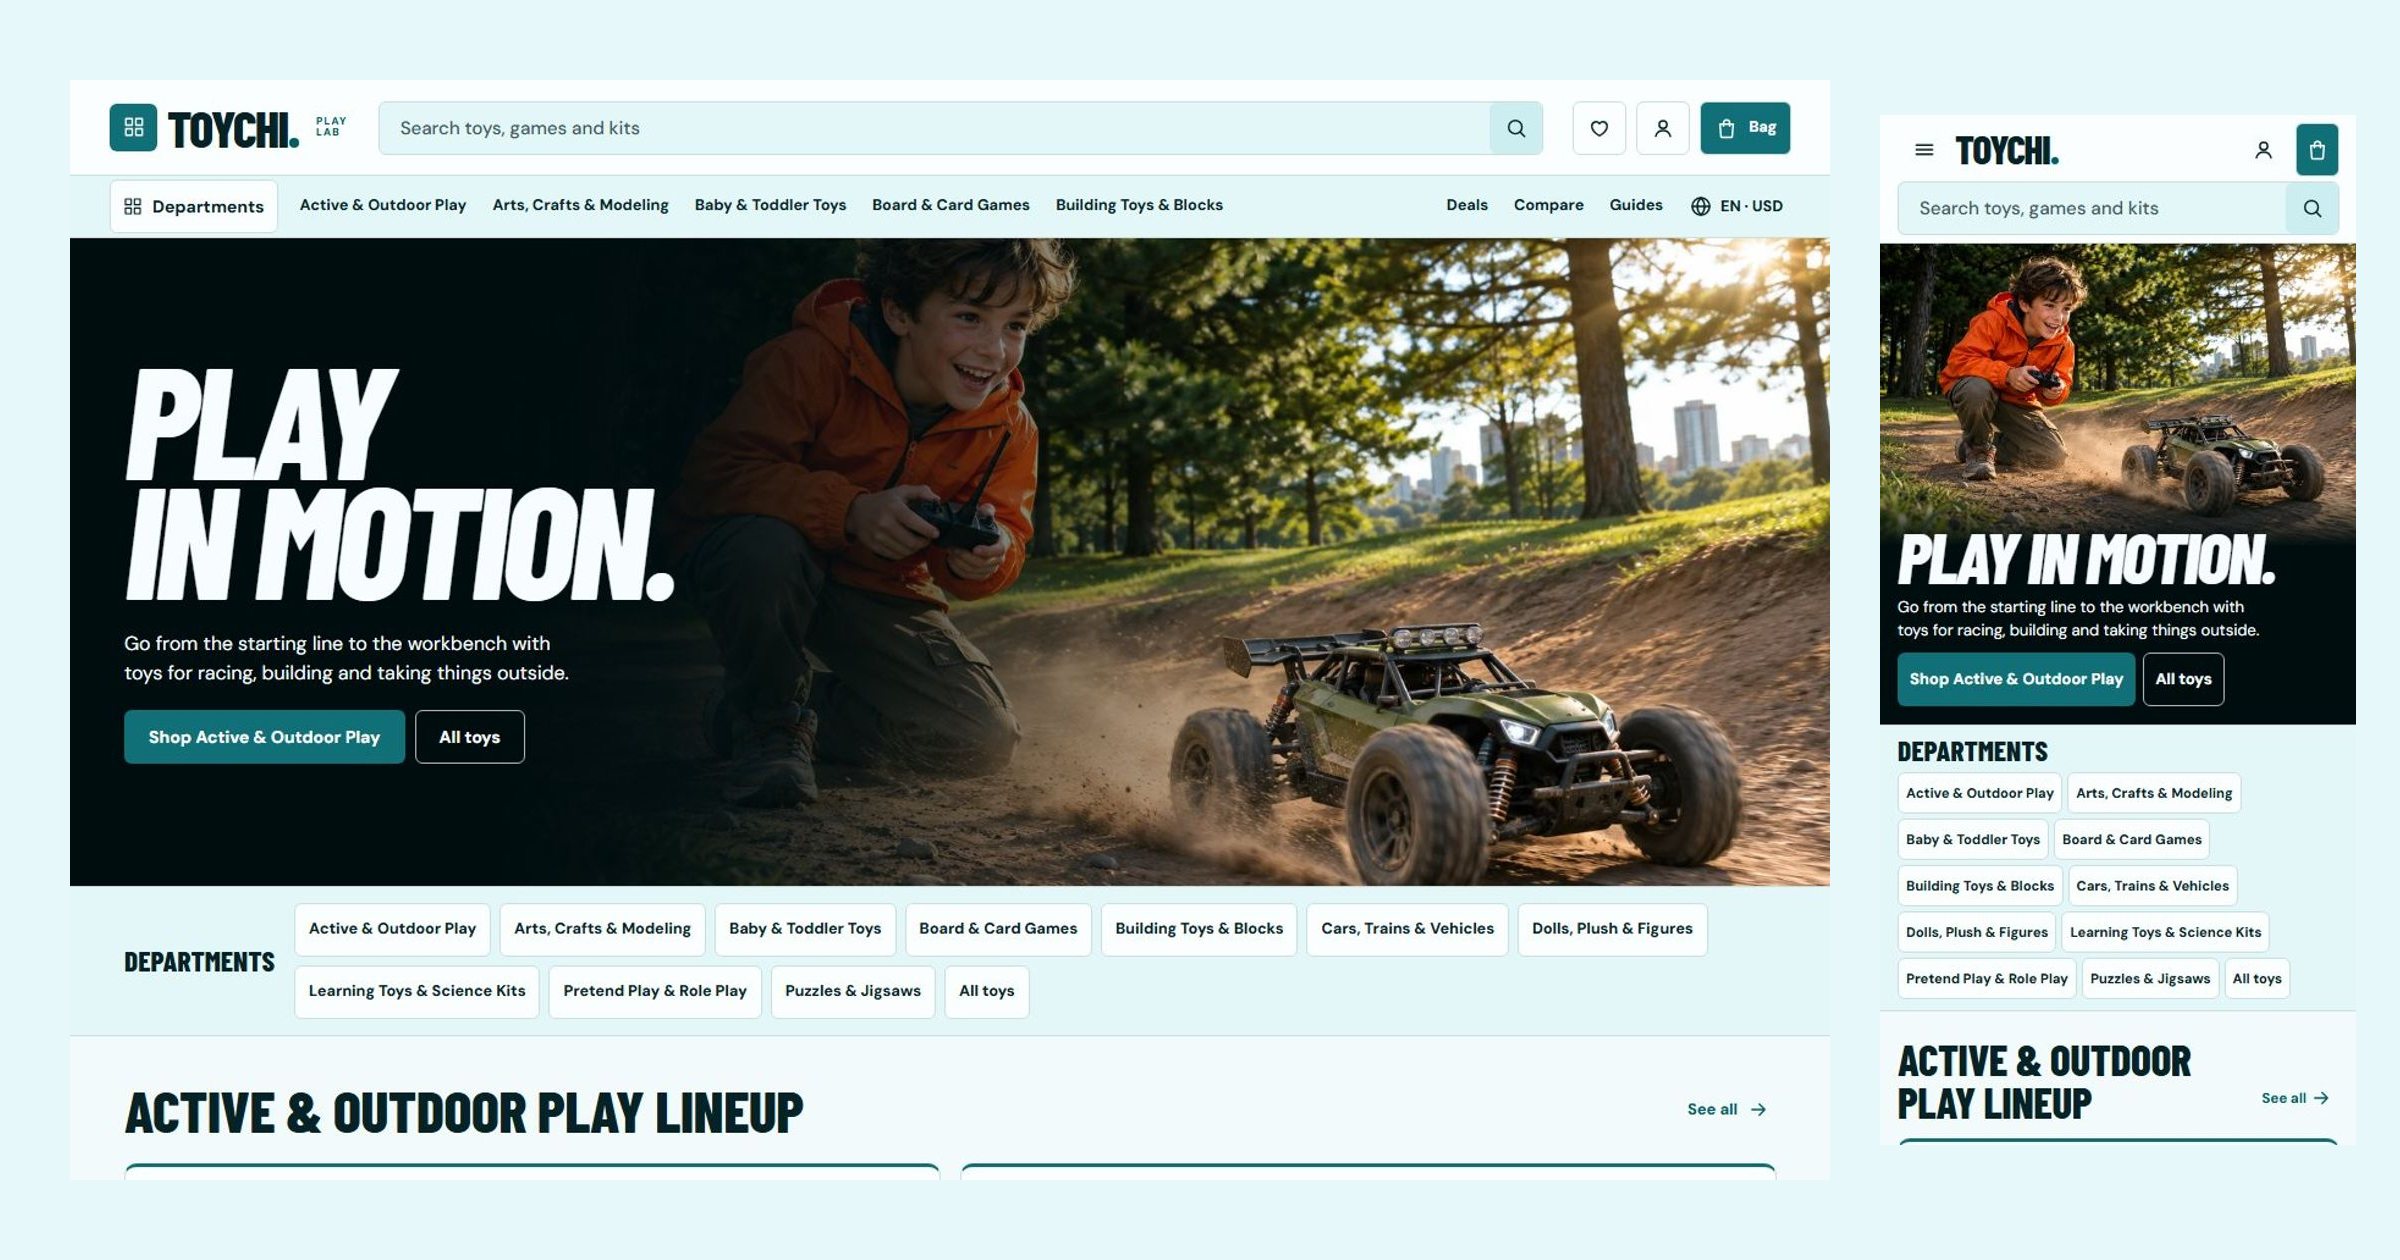 TOYCHI.
PLAY
LAB
Search toys, games and kits
Bag
Departments
Active & Outdoor Play
Arts, Crafts & Modeling
Baby & Toddler Toys
Board & Card Games
Building Toys & Blocks
Deals
Compare
Guides
EN · USD
PLAY
IN MOTION.
Go from the starting line to the workbench with
toys for racing, building and taking things outside.
Shop Active & Outdoor Play
All toys
DEPARTMENTS
Active & Outdoor Play
Arts, Crafts & Modeling
Baby & Toddler Toys
Board & Card Games
Building Toys & Blocks
Cars, Trains & Vehicles
Dolls, Plush & Figures
Learning Toys & Science Kits
Pretend Play & Role Play
Puzzles & Jigsaws
All toys
ACTIVE & OUTDOOR PLAY LINEUP
See all
TOYCHI.
Search toys, games and kits
PLAY IN MOTION.
Go from the starting line to the workbench with
toys for racing, building and taking things outside.
Shop Active & Outdoor Play
All toys
DEPARTMENTS
Active & Outdoor Play
Arts, Crafts & Modeling
Baby & Toddler Toys
Board & Card Games
Building Toys & Blocks
Cars, Trains & Vehicles
Dolls, Plush & Figures
Learning Toys & Science Kits
Pretend Play & Role Play
Puzzles & Jigsaws
All toys
ACTIVE & OUTDOOR
PLAY LINEUP
See all